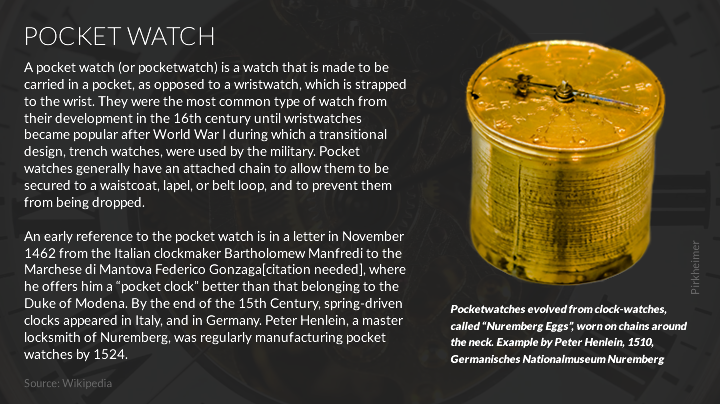 POCKET WATCH
A pocket watch (or pocketwatch) is a watch that is made to be
carried in a pocket, as opposed to a wristwatch, which is strapped
to the wrist. They were the most common type of watch from
their development in the 16th century until wristwatches
became popular after World War I during which a transitional
design, trench watches, were used by the military. Pocket
watches generally have an attached chain to allow them to be
secured to a waistcoat, lapel, or belt loop, and to prevent them
from being dropped.
An early reference to the pocket watch is in a letter in November
1462 from the Italian clockmaker Bartholomew Manfredi to the
Marchese di Mantova Federico Gonzaga[citation needed], where
he offers him a “pocket clock” better than that belonging to the
Duke of Modena. By the end of the 15th Century, spring-driven
clocks appeared in Italy, and in Germany. Peter Henlein, a master
locksmith of Nuremberg, was regularly manufacturing pocket
watches by 1524.
Source: Wikipedia
Pirkheimer
Pocketwatches evolved from clock-watches,
called “Nuremberg Eggs”, worn on chains around
the neck. Example by Peter Henlein, 1510,
Germanisches Nationalmuseum Nuremberg